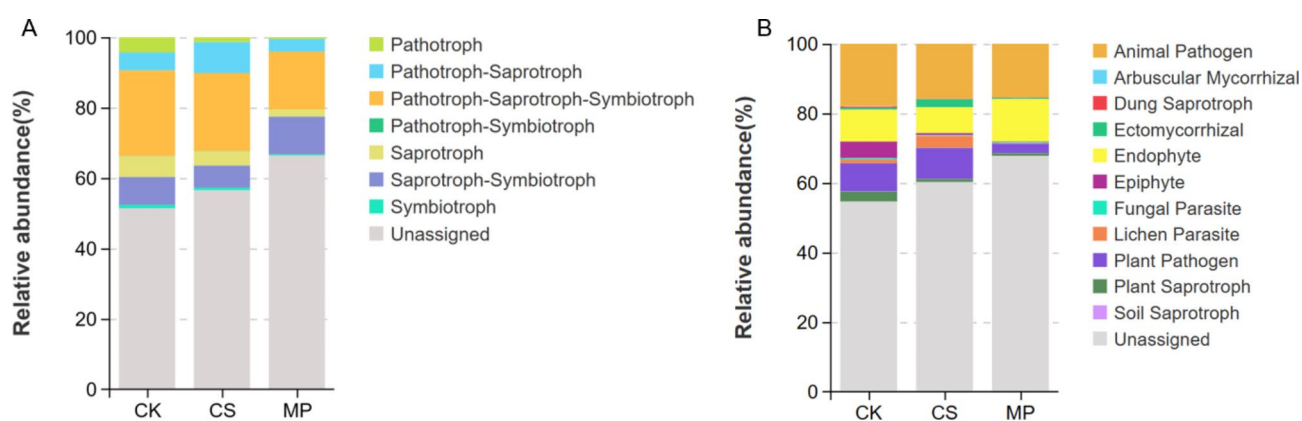 A
Relative abundance(%)
100
80
60
40
20
0
CK CS MP
Pathotroph
Pathotroph-Saprotroph
Pathotroph-Saprotroph-Symbiotroph
Pathotroph-Symbiotroph
Saprotroph
Saprotroph-Symbiotroph
Symbiotroph
Unassigned
B
Relative abundance(%)
100
80
60
40
20
0
CK CS MP
Animal Pathogen
Arbuscular Mycorrhizal
Dung Saprotroph
Ectomycorrhizal
Endophyte
Epiphyte
Fungal Parasite
Lichen Parasite
Plant Pathogen
Plant Saprotroph
Soil Saprotroph
Unassigned